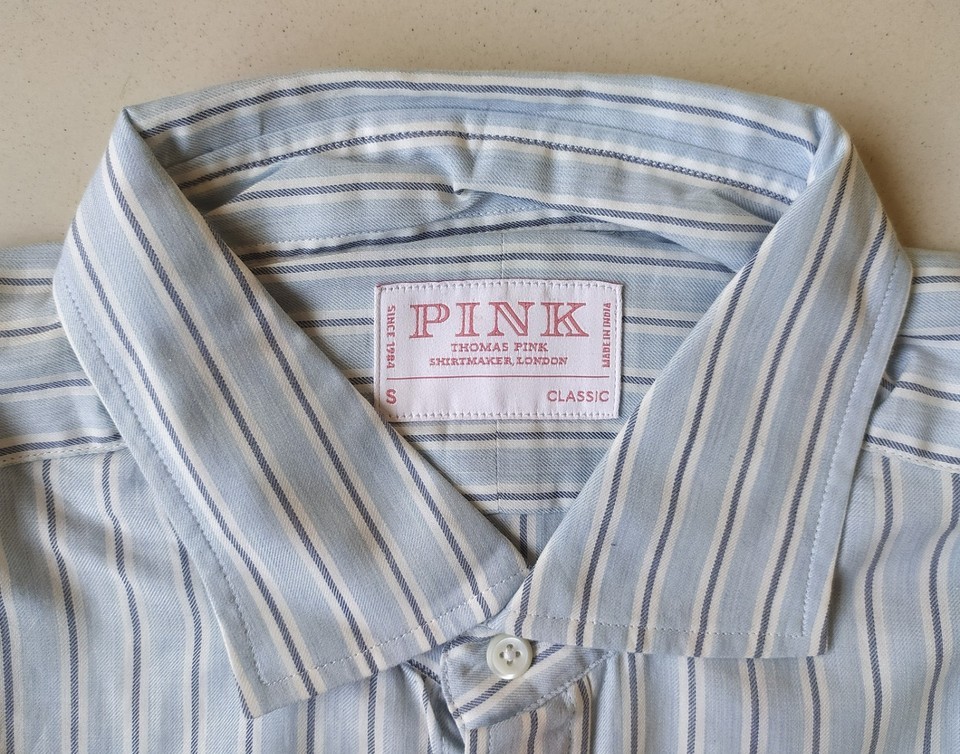 PINK
THOMAS PINK
SHIRTMAKER, LONDON
SINCE 1984
MADE IN INDIA
S
CLASSIC